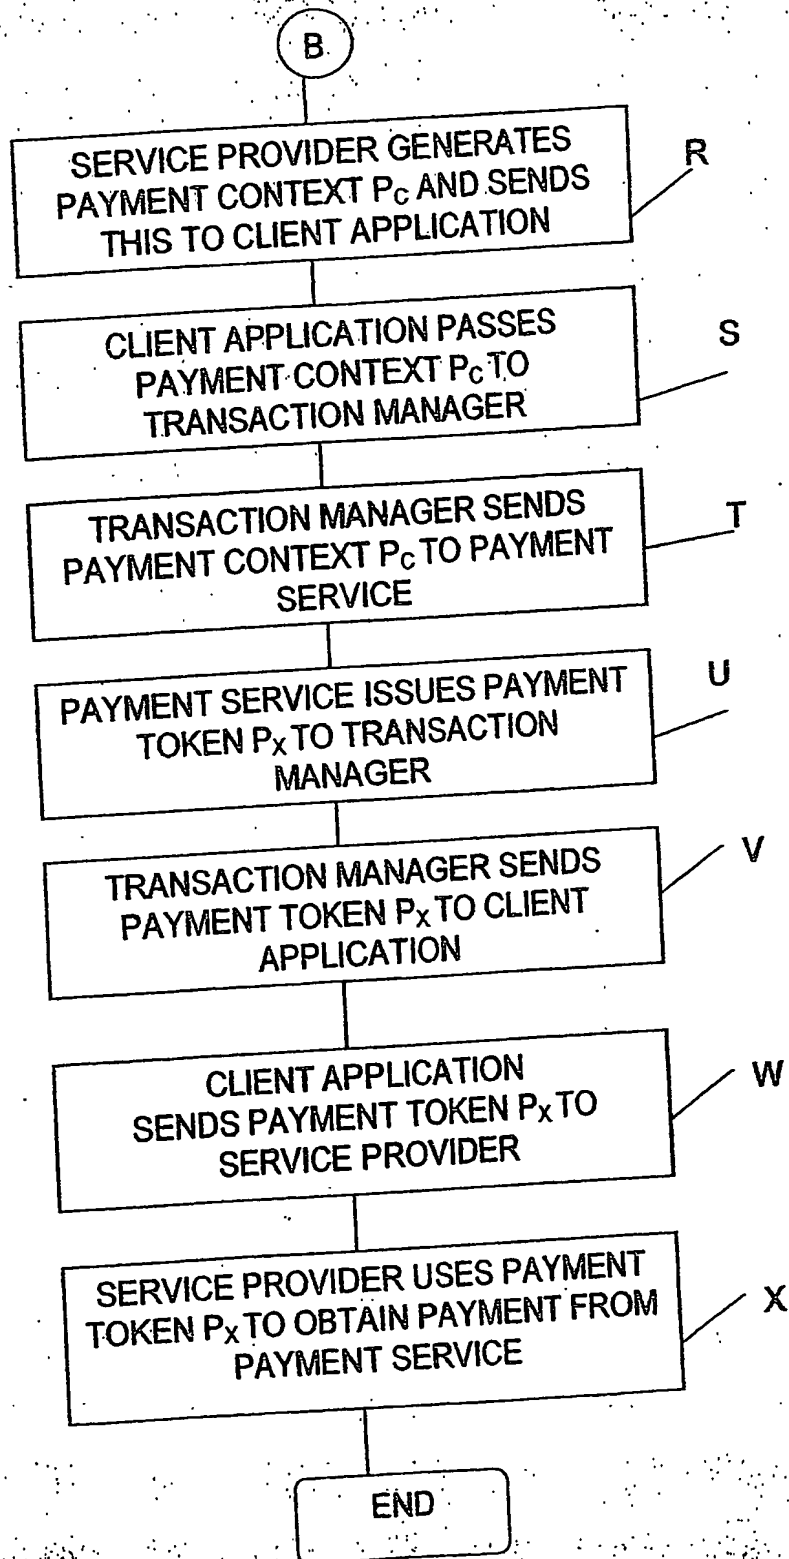 B
SERVICE PROVIDER GENERATES
PAYMENT CONTEXT PC AND SENDS
THIS TO CLIENT APPLICATION
R
CLIENT APPLICATION PASSES
PAYMENT CONTEXT PC TO
TRANSACTION MANAGER
S
TRANSACTION MANAGER SENDS
PAYMENT CONTEXT PC TO PAYMENT
SERVICE
T
PAYMENT SERVICE ISSUES PAYMENT
TOKEN PX TO TRANSACTION
MANAGER
U
TRANSACTION MANAGER SENDS
PAYMENT TOKEN PX TO CLIENT
APPLICATION
V
CLIENT APPLICATION
SENDS PAYMENT TOKEN PX TO
SERVICE PROVIDER
W
SERVICE PROVIDER USES PAYMENT
TOKEN PX TO OBTAIN PAYMENT FROM
PAYMENT SERVICE
X
END